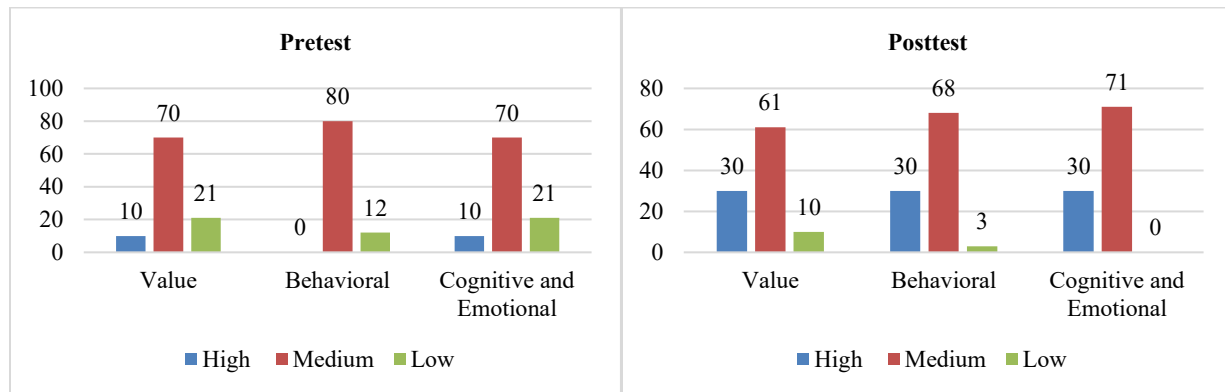 Pretest
100
80
60
40
20
0
10
70
21
0
80
12
10
70
21
Value
Behavioral
Cognitive and
Emotional
High
Medium
Low
Posttest
80
60
40
20
0
30
61
10
30
68
3
30
71
0
Value
Behavioral
Cognitive and
Emotional
High
Medium
Low